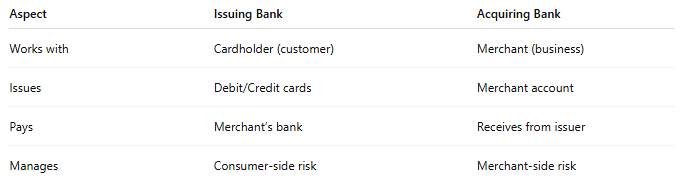 Aspect Issuing Bank Acquiring Bank
Works with Cardholder (customer) Merchant (business)
Issues Debit/Credit cards Merchant account
Pays Merchant's bank Receives from issuer
Manages Consumer-side risk Merchant-side risk